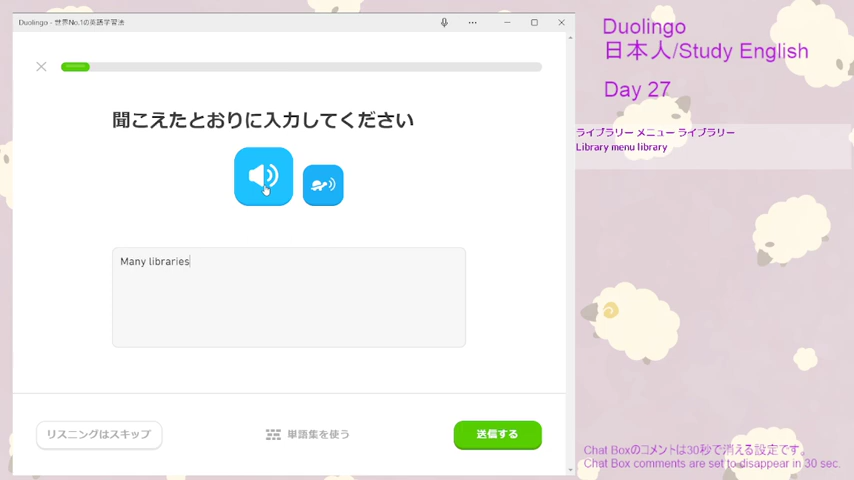 Duolingo - 世界No.1の英語学習法
聞こえたとおりに入力してください
Many libraries
リスニングはスキップ
単語集を使う
送信する
Duolingo
日本人/Study English
Day 27
ライブラリー メニュー ライブラリー
Library menu library
Chat Boxのコメントは30秒で消える設定です
Chat Box comments are set to disappear in 30 sec.